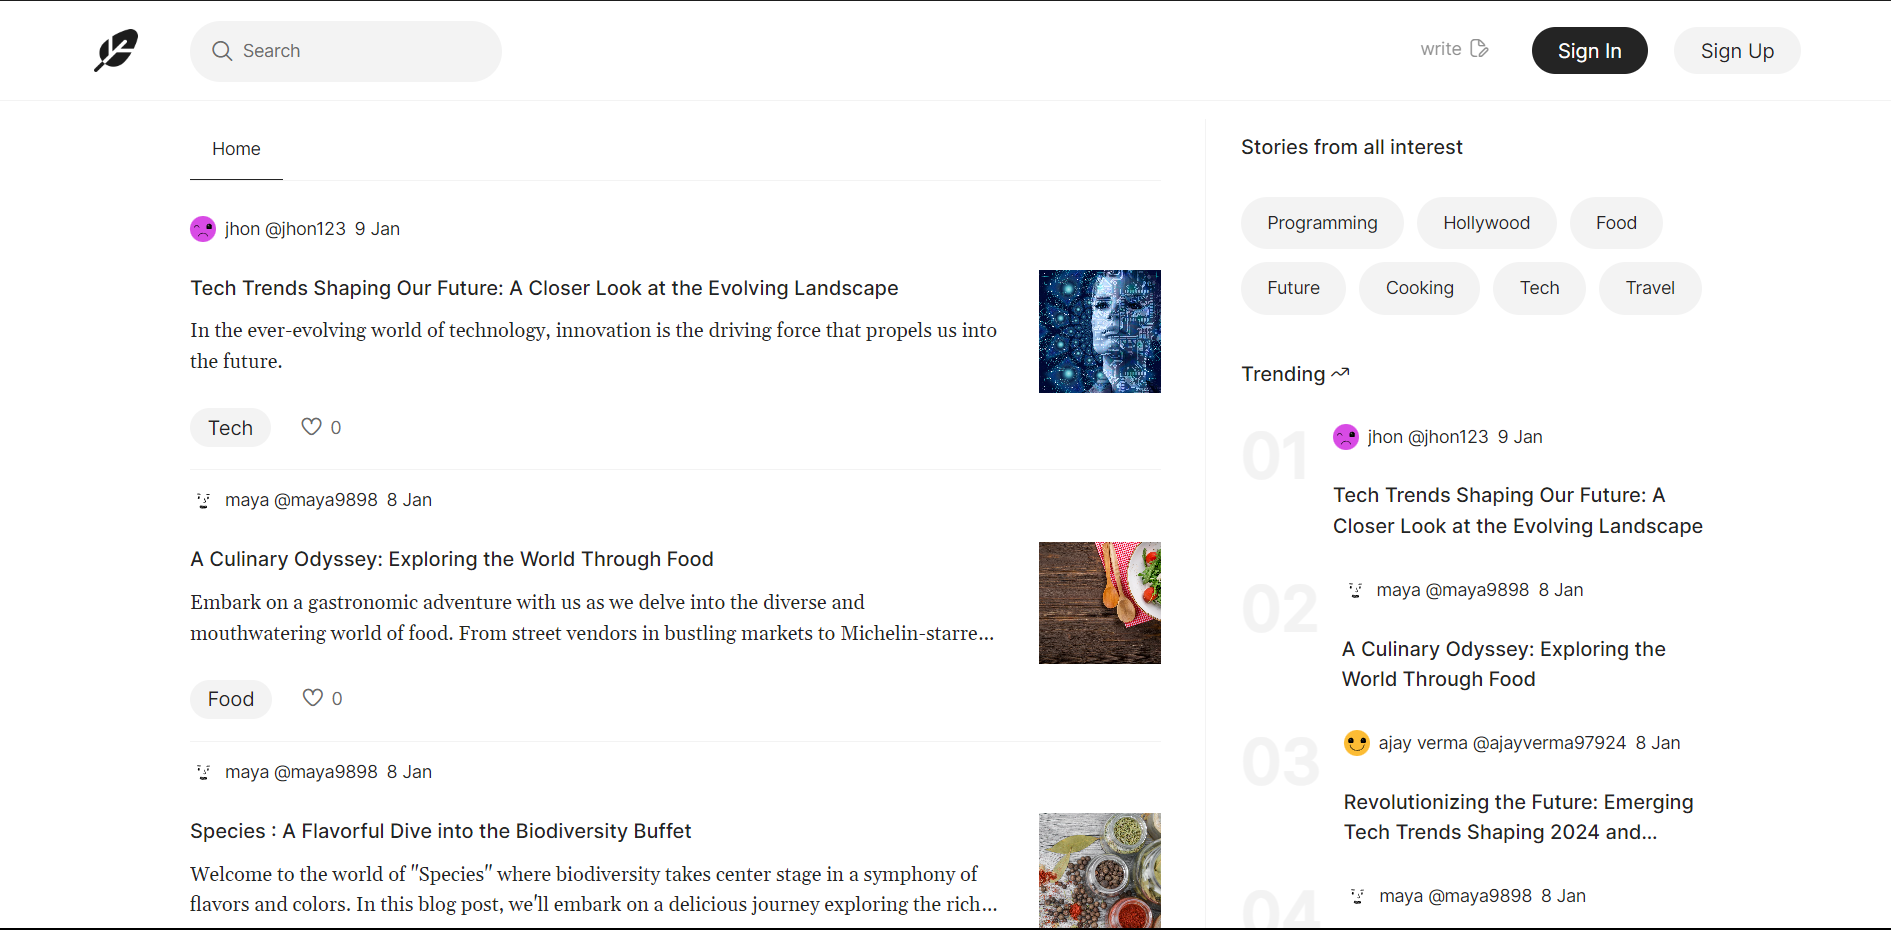 Search
write
Sign In
Sign Up
Home
jhon @jhon123 9 Jan
Tech Trends Shaping Our Future: A Closer Look at the Evolving Landscape
In the ever-evolving world of technology, innovation is the driving force that propels us into
the future.
Tech
0
maya @maya9898 8 Jan
A Culinary Odyssey: Exploring the World Through Food
Embark on a gastronomic adventure with us as we delve into the diverse and
mouthwatering world of food. From street vendors in bustling markets to Michelin-starre...
Food
0
maya @maya9898 8 Jan
Species : A Flavorful Dive into the Biodiversity Buffet
Welcome to the world of "Species" where biodiversity takes center stage in a symphony of
flavors and colors. In this blog post, we'll embark on a delicious journey exploring the rich...
Stories from all interest
Programming
Hollywood
Food
Future
Cooking
Tech
Travel
Trending
01
jhon @jhon123 9 Jan
Tech Trends Shaping Our Future: A
Closer Look at the Evolving Landscape
02
maya @maya9898 8 Jan
A Culinary Odyssey: Exploring the
World Through Food
03
ajay verma @ajayverma97924 8 Jan
Revolutionizing the Future: Emerging
Tech Trends Shaping 2024 and...
04
maya @maya9898 8 Jan